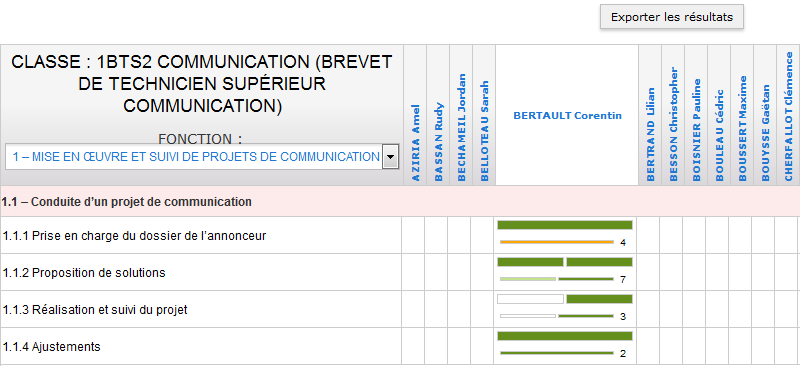 Exporter les résultats
CLASSE : 1BTS2 COMMUNICATION (BREVET
DE TECHNICIEN SUPÉRIEUR
COMMUNICATION)
FONCTION :
1 – MISE EN ŒUVRE ET SUIVI DE PROJETS DE COMMUNICATION
AZIRIA Amel
BASSAN Rudy
BECHAMEIL Jordan
BELLOTEAU Sarah
BERTAULT Corentin
BERTRAND Lilian
BESSON Christopher
BOISNIER Pauline
BOULEAU Cédric
BOUSSERT Maxime
BOUYSSE Gaëtan
CHERFALLOT Clémence
1.1 – Conduite d’un projet de communication
1.1.1 Prise en charge du dossier de l’annonceur
4
1.1.2 Proposition de solutions
7
1.1.3 Réalisation et suivi du projet
3
1.1.4 Ajustements
2